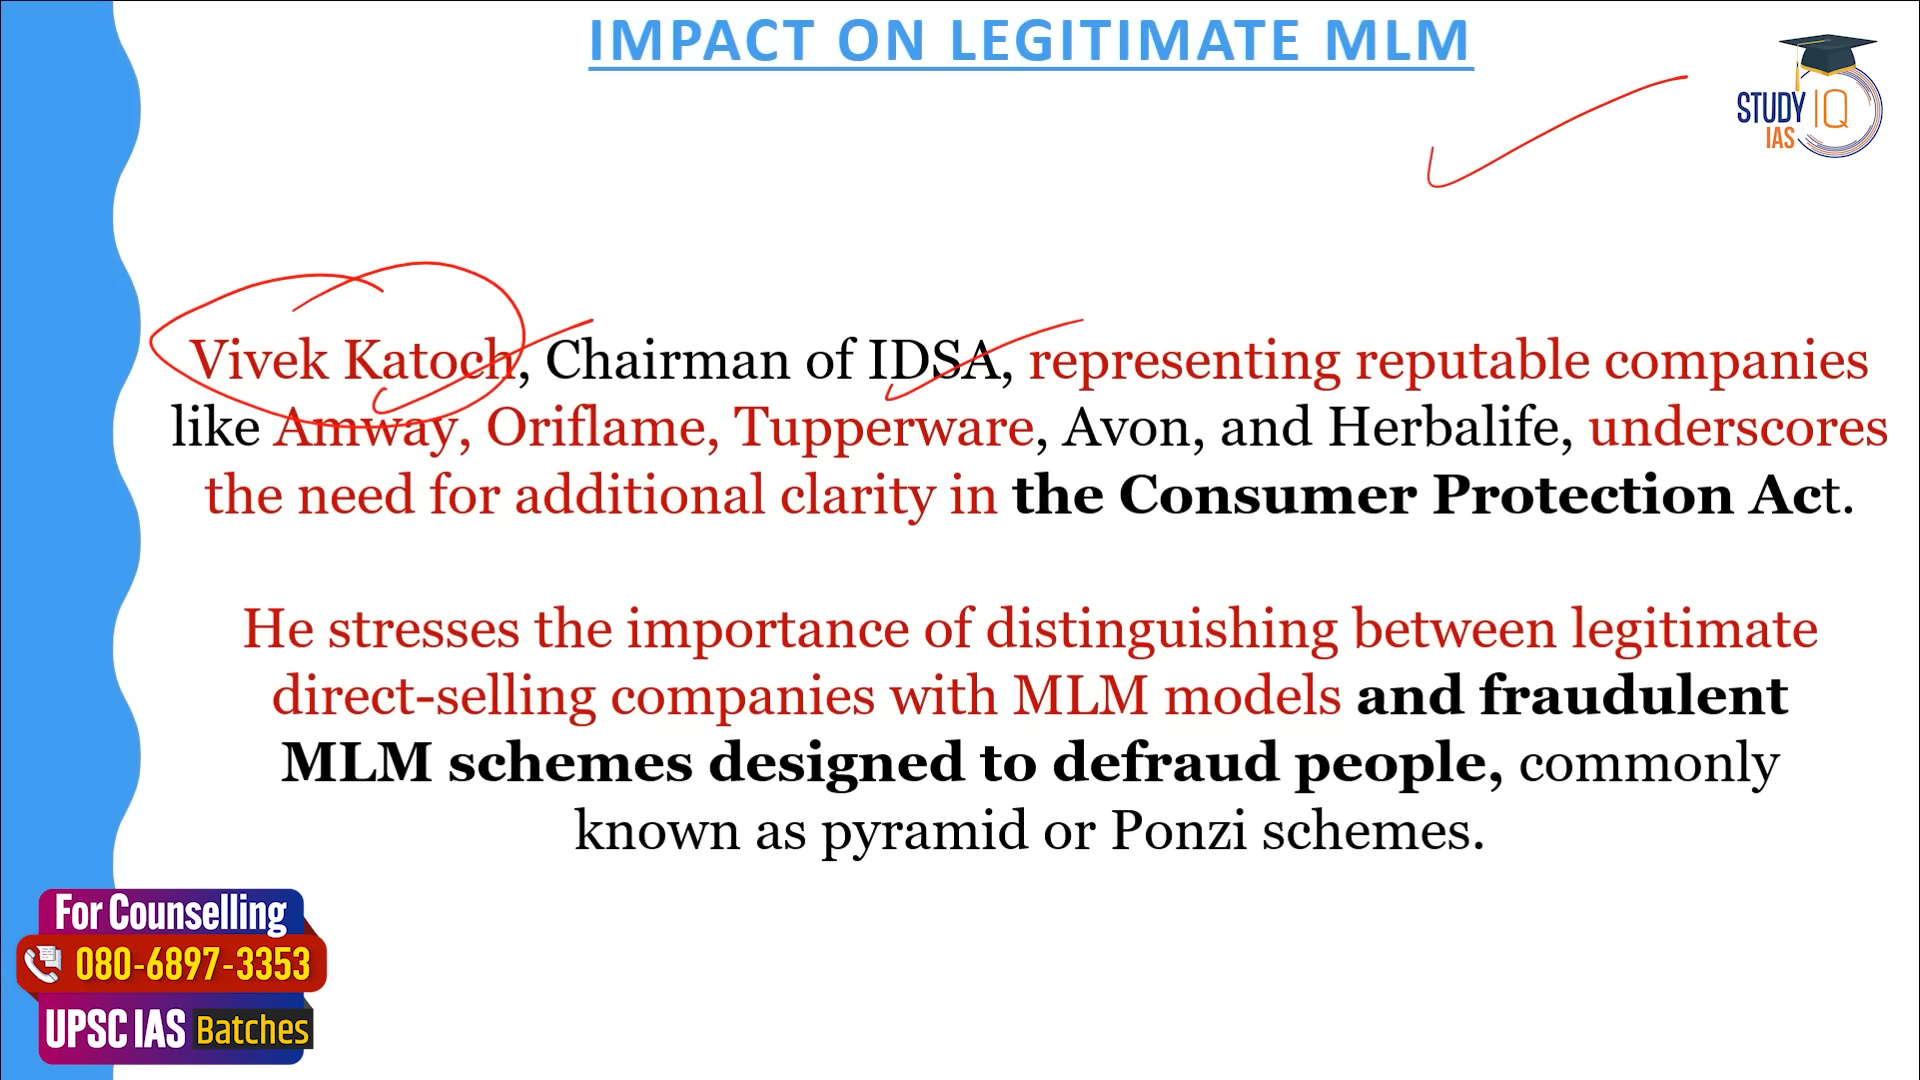 IMPACT ON LEGITIMATE MLM
STUDY IQ
IAS
Vivek Katoch, Chairman of IDSA, representing reputable companies
like Amway, Oriflame, Tupperware, Avon, and Herbalife, underscores
the need for additional clarity in the Consumer Protection Act.
He stresses the importance of distinguishing between legitimate
direct-selling companies with MLM models and fraudulent
MLM schemes designed to defraud people, commonly
known as pyramid or Ponzi schemes.
For Counselling
080-6897-3353
UPSC IAS Batches